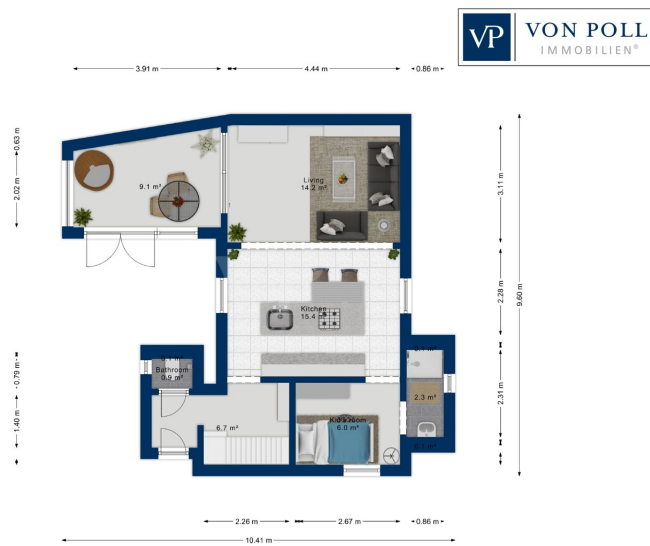 VP VON POLL
IMMOBILIEN®
3.91 m
4.44 m
0.86 m
0.63 m
2.02 m
9.1 m²
Living
14.2 m²
3.11 m
2.28 m
9.60 m
Kitchen
15.4
0.79 m
1.40 m
Bathroom
0.9 m²
0.1 m²
2.3 m²
2.31 m
6.7 m²
Kids room
6.0 m²
2.26 m
2.67 m
0.86 m
10.41 m